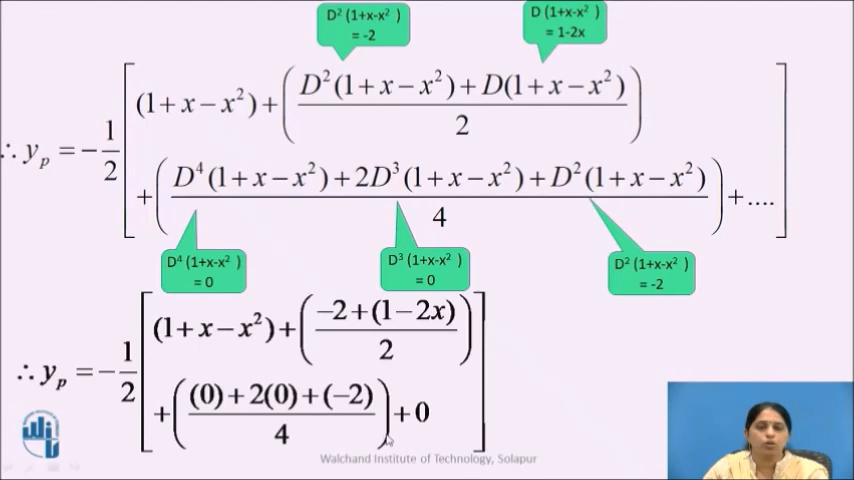 D² (1+x-x² )
= -2
D (1+x-x² )
= 1-2x
∴ y_p = -1/2 [ (1+x-x²) + ( (D²(1+x-x²)+D(1+x-x²)) / 2 )
+ ( (D⁴(1+x-x²)+2D³(1+x-x²)+D²(1+x-x²)) / 4 ) + .... ]
D⁴ (1+x-x² )
= 0
D³ (1+x-x² )
= 0
D² (1+x-x² )
= -2
∴ y_p = -1/2 [ (1+x-x²) + ( (-2+(1-2x)) / 2 )
+ ( ((0)+2(0)+(-2)) / 4 ) + 0 ]
Walchand Institute of Technology, Solapur